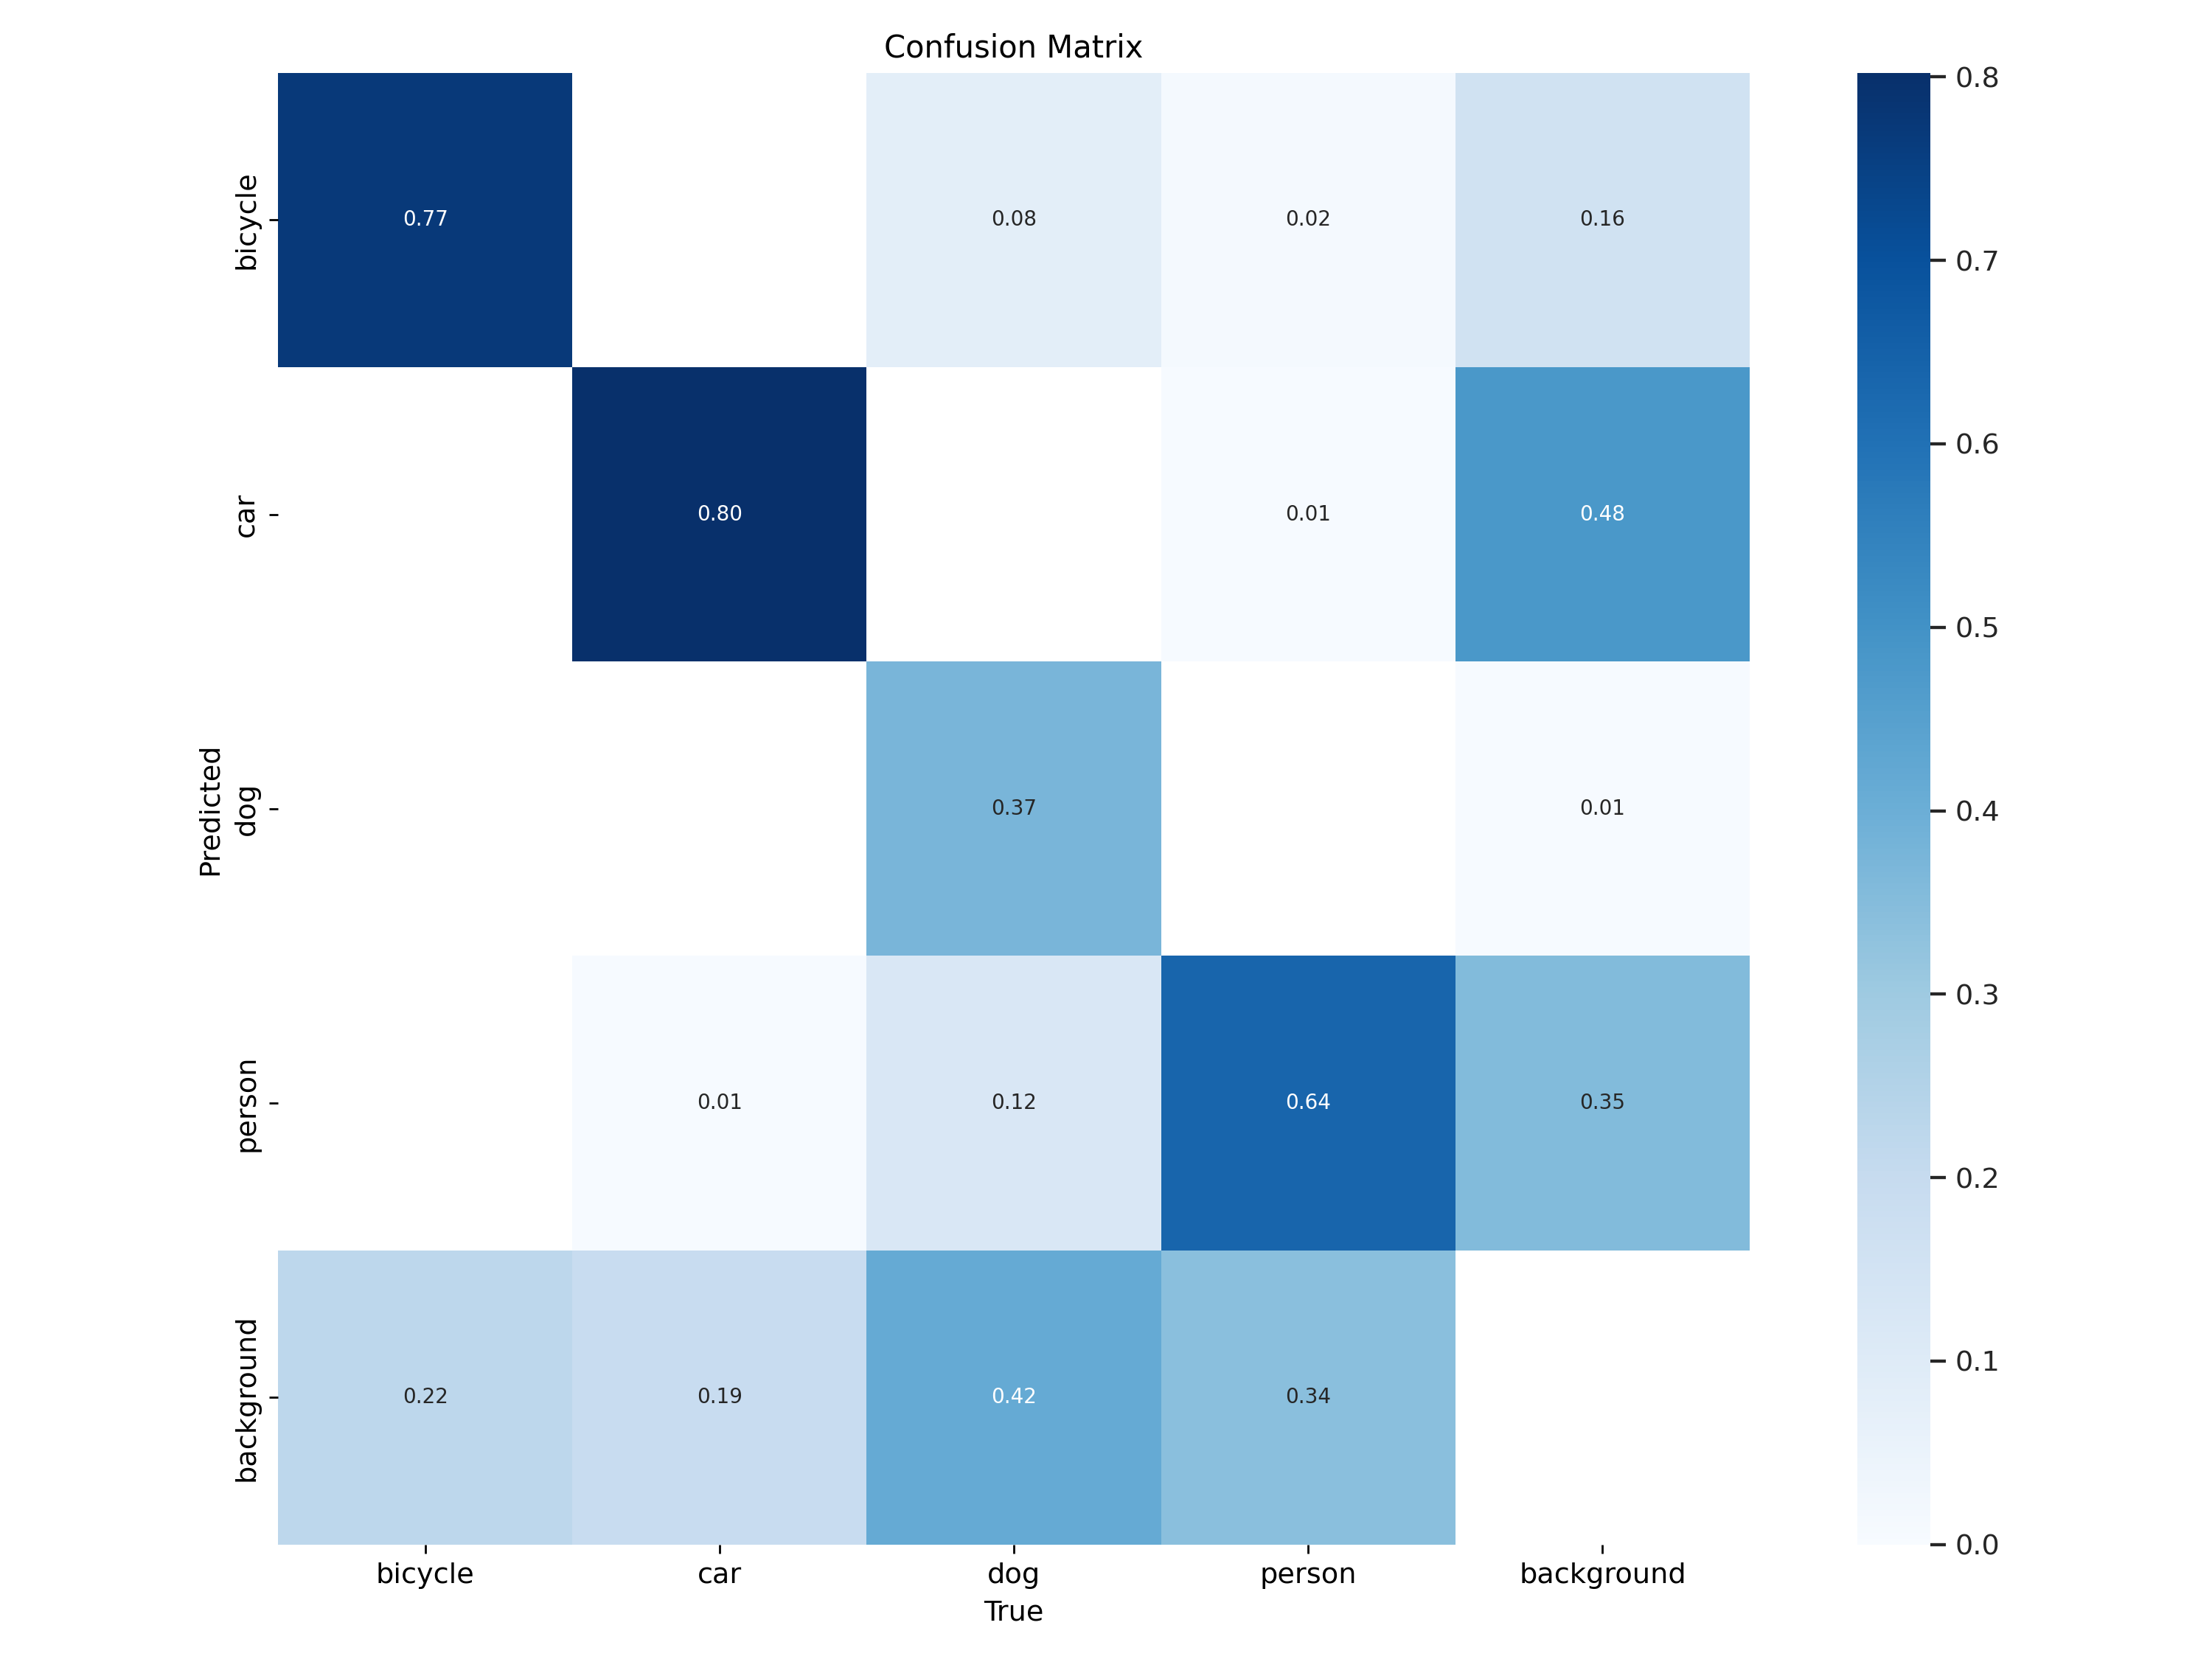 Confusion Matrix
bicycle
0.77
0.08
0.02
0.16
car
0.80
0.01
0.48
Predicted
dog
0.37
0.01
person
0.01
0.12
0.64
0.35
background
0.22
0.19
0.42
0.34
bicycle car dog person background
True
0.8
0.7
0.6
0.5
0.4
0.3
0.2
0.1
0.0